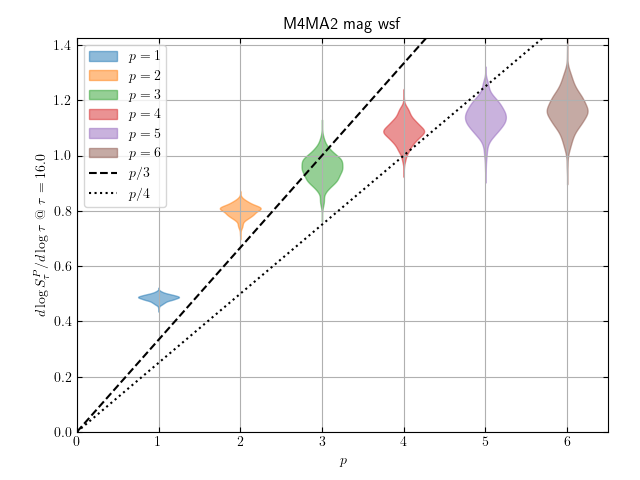 M4MA2 mag wsf
1.4
1.2
1.0
0.8
0.6
0.4
0.2
0.0
d log S_τ^P / d log τ @ τ = 16.0
p = 1
p = 2
p = 3
p = 4
p = 5
p = 6
p/3
p/4
0 1 2 3 4 5 6
p